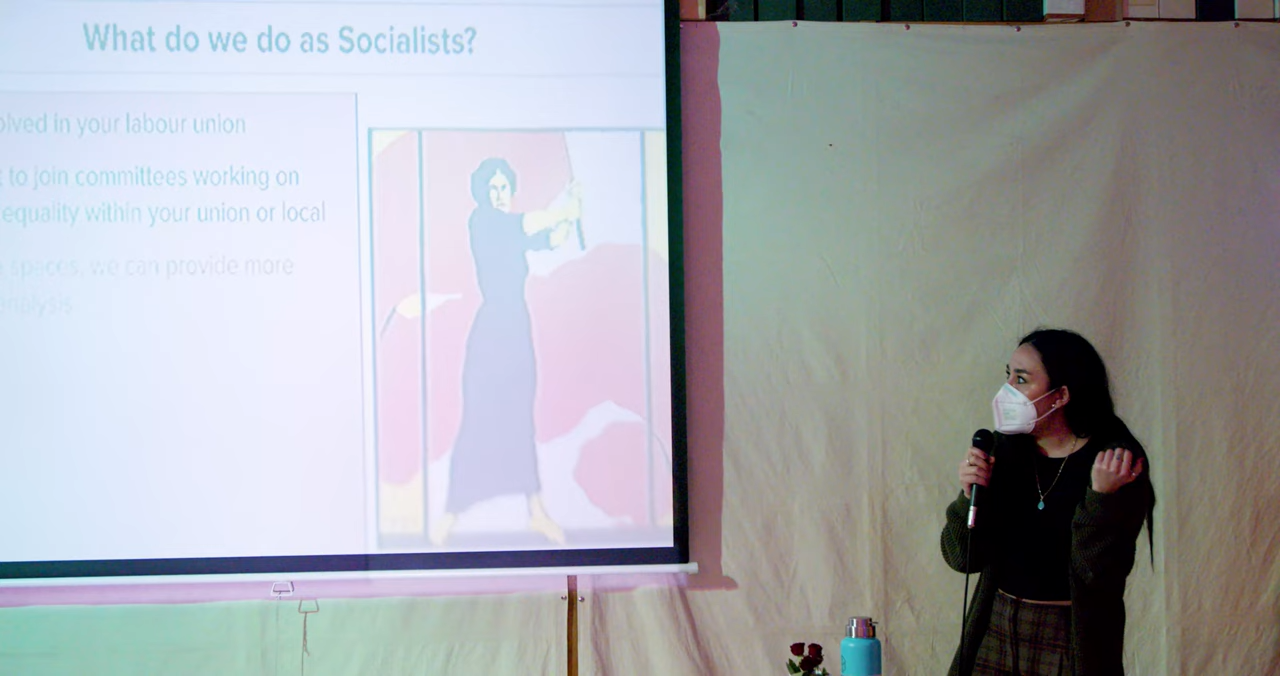 What do we do as Socialists?
olved in your labour union
t to join committees working on
equality within your union or local
spaces, we can provide more
analysis